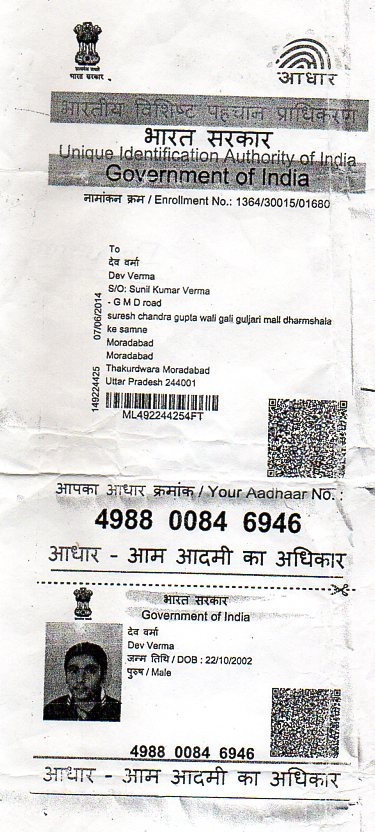 भारत सरकार
आधार
भारतीय विशिष्ट पहचान प्राधिकरण
भारत सरकार
Unique Identification Authority of India
Government of India
नामांकन क्रम / Enrollment No.: 1364/30015/01680
To
देव वर्मा
Dev Verma
S/O: Sunil Kumar Verma
- G M D road
suresh chandra gupta wali gali guljari mall dharmshala
ke samne
Moradabad
Moradabad
Thakurdwara Moradabad
Uttar Pradesh 244001
149224425 07/06/2014
ML492244254FT
आपका आधार क्रमांक / Your Aadhaar No. :
4988 0084 6946
आधार - आम आदमी का अधिकार
भारत सरकार
Government of India
देव वर्मा
Dev Verma
जन्म तिथि / DOB : 22/10/2002
पुरुष / Male
4988 0084 6946
आधार - आम आदमी का अधिकार